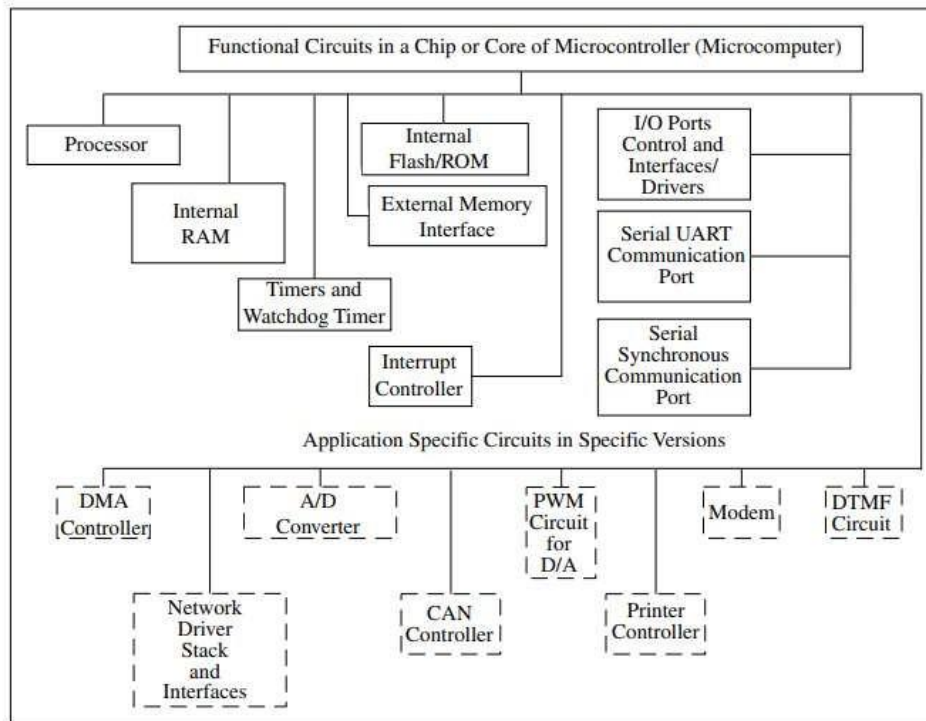 Functional Circuits in a Chip or Core of Microcontroller (Microcomputer)
Processor
Internal
RAM
Timers and
Watchdog Timer
Internal
Flash/ROM
External Memory
Interface
Interrupt
Controller
I/O Ports
Control and
Interfaces/
Drivers
Serial UART
Communication
Port
Serial
Synchronous
Communication
Port
Application Specific Circuits in Specific Versions
DMA
Controller
A/D
Converter
PWM
Circuit
for
D/A
Modem
DTMF
Circuit
Network
Driver
Stack
and
Interfaces
CAN
Controller
Printer
Controller